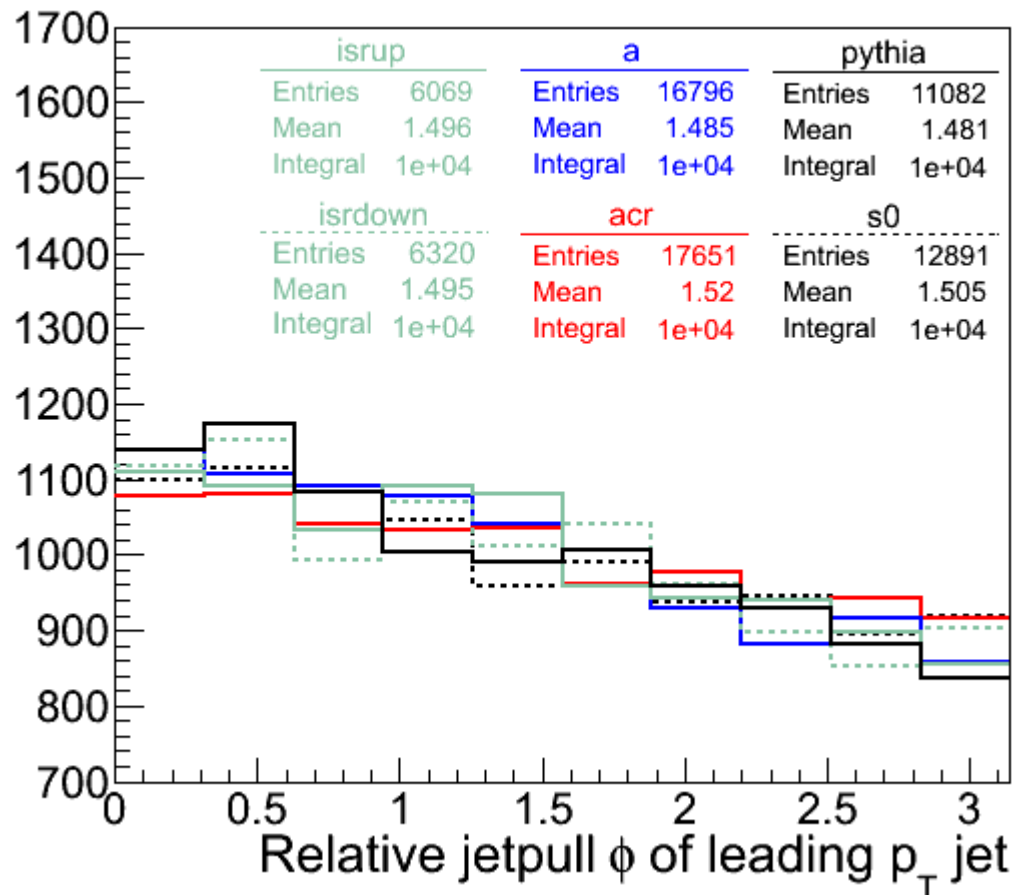 1700
1600
1500
1400
1300
1200
1100
1000
900
800
700
isrup
Entries 6069
Mean 1.496
Integral 1e+04
a
Entries 16796
Mean 1.485
Integral 1e+04
pythia
Entries 11082
Mean 1.481
Integral 1e+04
isrdown
Entries 6320
Mean 1.495
Integral 1e+04
acr
Entries 17651
Mean 1.52
Integral 1e+04
s0
Entries 12891
Mean 1.505
Integral 1e+04
0 0.5 1 1.5 2 2.5 3
Relative jetpull ϕ of leading p_T jet